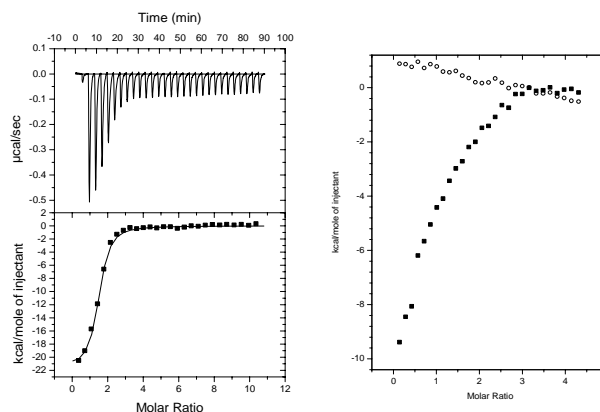 Time (min)
-10 0 10 20 30 40 50 60 70 80 90 100
0.1
0.0
-0.1
-0.2
-0.3
-0.4
-0.5
µcal/sec
2
0
-2
-4
-6
-8
-10
-12
-14
-16
-18
-20
-22
kcal/mole of injectant
0 2 4 6 8 10 12
Molar Ratio
0
-2
-4
-6
-8
-10
kcal/mole of injectant
0 1 2 3 4
Molar Ratio